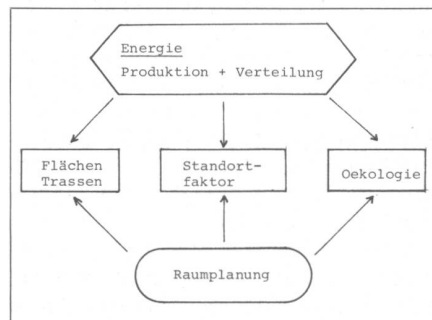 Energie
Produktion + Verteilung
Flächen
Trassen
Standort-
faktor
Oekologie
Raumplanung